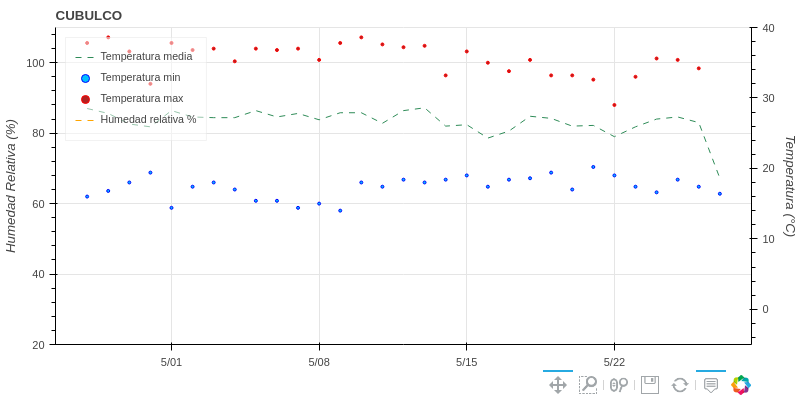 CUBULCO
Temperatura media
Temperatura min
Temperatura max
Humedad relativa %
Humedad Relativa (%)
100
80
60
40
20
Temperatura (°C)
40
30
20
10
0
5/01
5/08
5/15
5/22